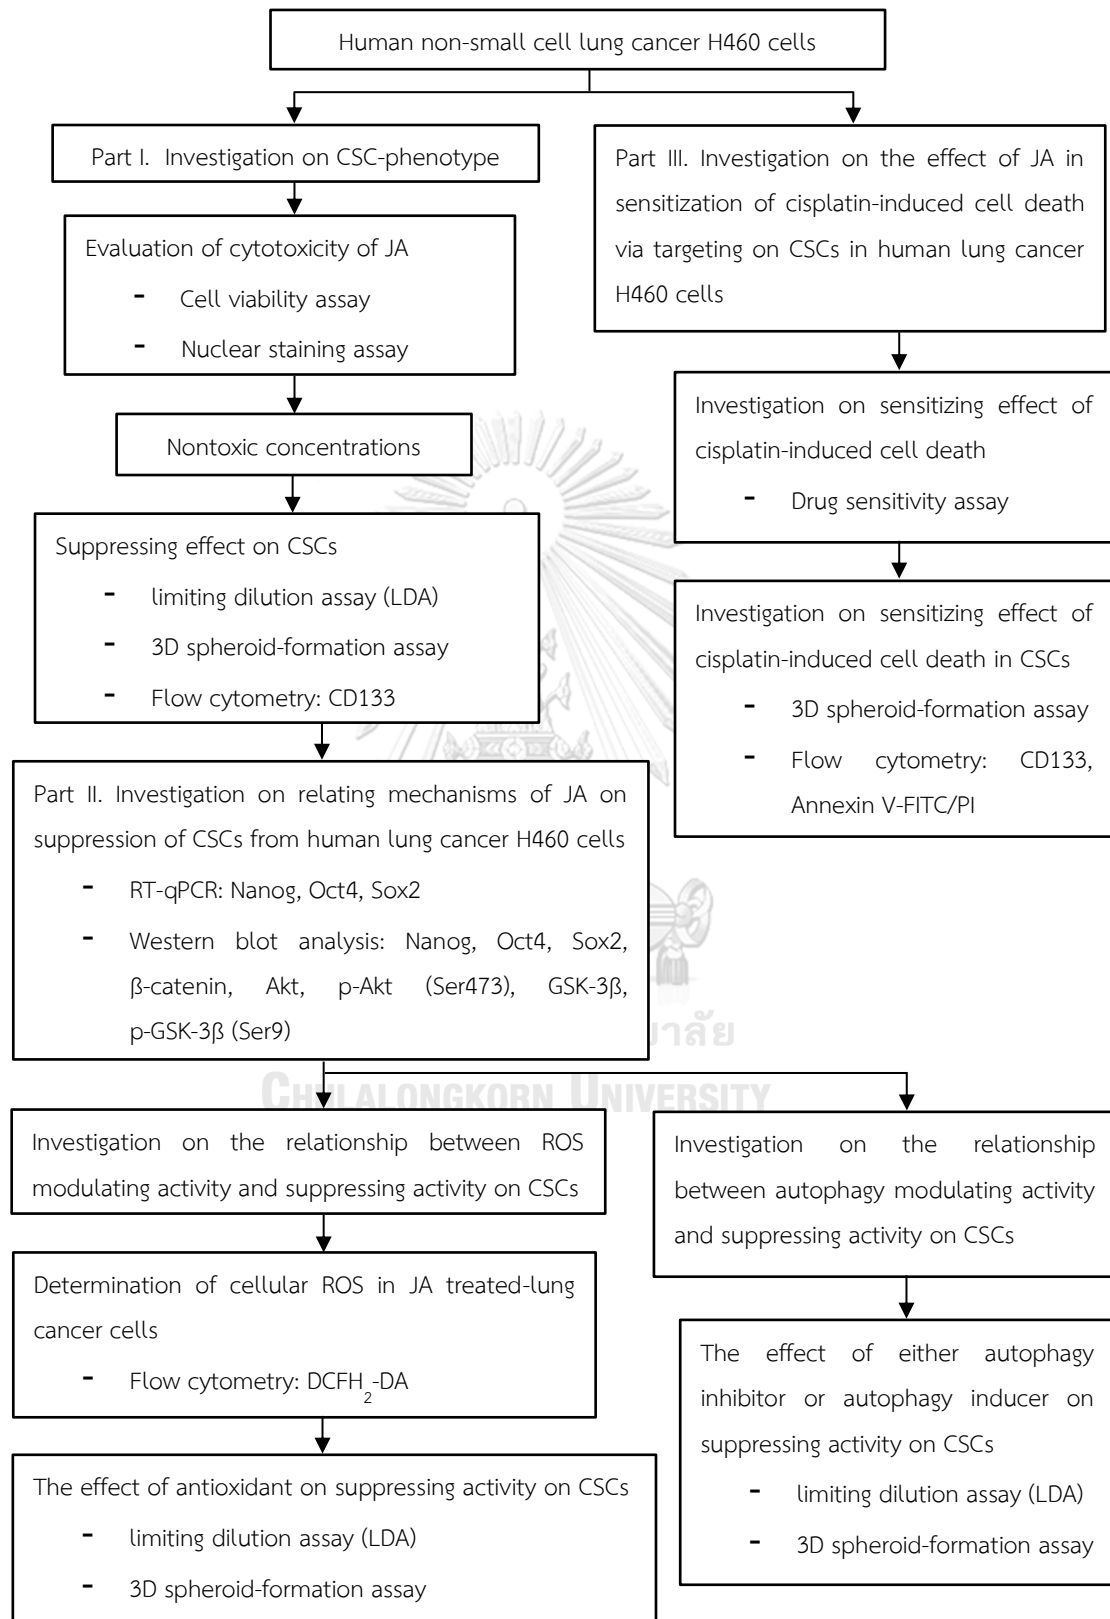 Human non-small cell lung cancer H460 cells
Part I. Investigation on CSC-phenotype
Evaluation of cytotoxicity of JA
- Cell viability assay
- Nuclear staining assay
Nontoxic concentrations
Suppressing effect on CSCs
- limiting dilution assay (LDA)
- 3D spheroid-formation assay
- Flow cytometry: CD133
Part II. Investigation on relating mechanisms of JA on
suppression of CSCs from human lung cancer H460 cells
- RT-qPCR: Nanog, Oct4, Sox2
- Western blot analysis: Nanog, Oct4, Sox2,
β-catenin, Akt, p-Akt (Ser473), GSK-3β,
p-GSK-3β (Ser9)
Part III. Investigation on the effect of JA in
sensitization of cisplatin-induced cell death
via targeting on CSCs in human lung cancer
H460 cells
Investigation on sensitizing effect of
cisplatin-induced cell death
- Drug sensitivity assay
Investigation on sensitizing effect of
cisplatin-induced cell death in CSCs
- 3D spheroid-formation assay
- Flow cytometry: CD133,
Annexin V-FITC/PI
CHULALONGKORN UNIVERSITY
Investigation on the relationship between ROS
modulating activity and suppressing activity on CSCs
Determination of cellular ROS in JA treated-lung
cancer cells
- Flow cytometry: DCFH₂-DA
The effect of antioxidant on suppressing activity on CSCs
- limiting dilution assay (LDA)
- 3D spheroid-formation assay
Investigation on the relationship
between autophagy modulating activity
and suppressing activity on CSCs
The effect of either autophagy
inhibitor or autophagy inducer on
suppressing activity on CSCs
- limiting dilution assay (LDA)
- 3D spheroid-formation assay